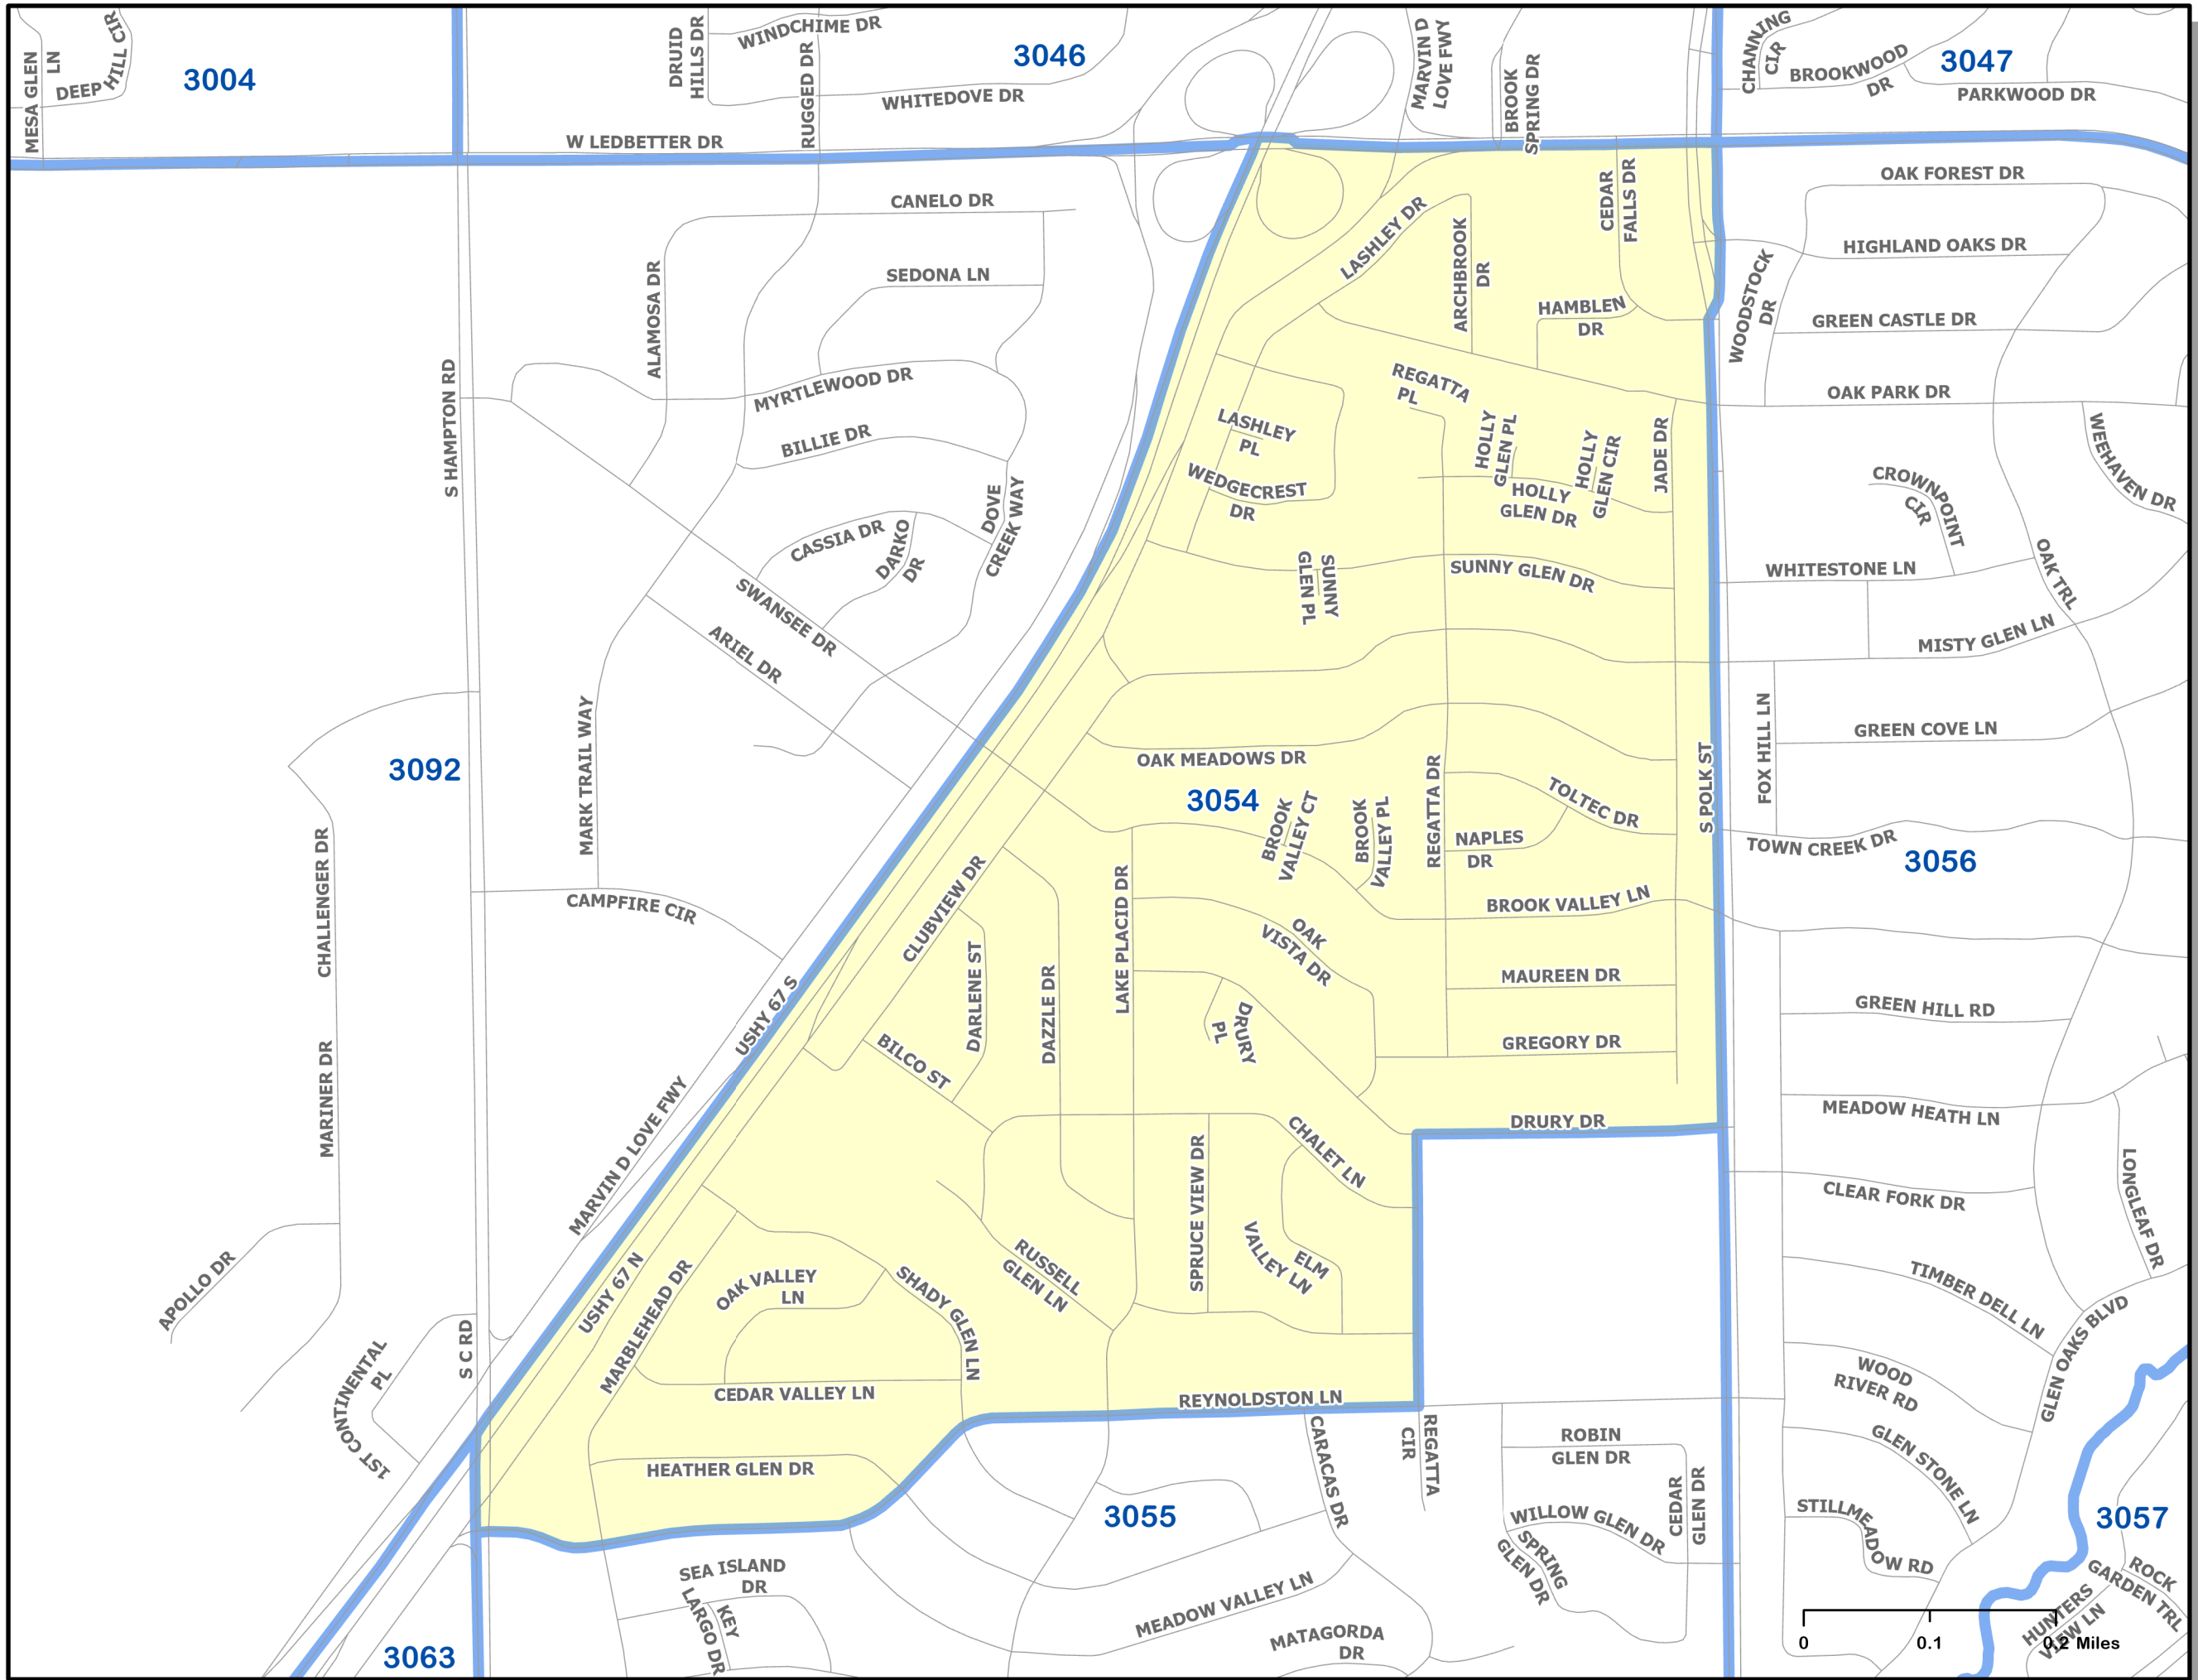 MESA GLEN
LN
DEEP
HILL CIR
3004
DRUID
HILLS DR
WINDCHIME DR
RUGGED DR
3046
WHITEDOVE DR
W LEDBETTER DR
MARVIN D
LOVE FWY
BROOK
SPRING DR
CHANNING
CIR
BROOKWOOD
DR
3047
PARKWOOD DR
CANELO DR
SEDONA LN
ALAMOSA DR
S HAMPTON RD
MYRTLEWOOD DR
BILLIE DR
CASSIA DR
DARKO
DR
DOVE
CREEK WAY
SWANSEE DR
ARIEL DR
MARK TRAIL WAY
3092
CAMPFIRE CIR
CHALLENGER DR
MARINER DR
APOLLO DR
1ST CONTINENTAL
PL
S C RD
MARVIN D LOVE FWY
USHY 67 S
USHY 67 N
LASHLEY DR
ARCHBROOK
DR
CEDAR
FALLS DR
HAMBLEN
DR
REGATTA
PL
LASHLEY
PL
WEDGECREST
DR
HOLLY
GLEN PL
HOLLY
GLEN CIR
HOLLY
GLEN DR
JADE DR
SUNNY
GLEN PL
SUNNY GLEN DR
OAK MEADOWS DR
3054
BROOK
VALLEY CT
BROOK
VALLEY PL
REGATTA DR
TOLTEC DR
NAPLES
DR
S POLK ST
BROOK VALLEY LN
CLUBVIEW DR
LAKE PLACID DR
DARLENE ST
DAZZLE DR
OAK
VISTA DR
MAUREEN DR
DRURY
PL
GREGORY DR
BILCO ST
DRURY DR
CHALET LN
SPRUCE VIEW DR
ELM
VALLEY LN
RUSSELL
GLEN LN
OAK VALLEY
LN
SHADY GLEN LN
MARBLEHEAD DR
CEDAR VALLEY LN
REYNOLDSTON LN
HEATHER GLEN DR
OAK FOREST DR
HIGHLAND OAKS DR
WOODSTOCK
DR
GREEN CASTLE DR
OAK PARK DR
WEEHAVEN DR
CROWNPOINT
CIR
WHITESTONE LN
OAK TRL
MISTY GLEN LN
FOX HILL LN
GREEN COVE LN
TOWN CREEK DR
3056
GREEN HILL RD
MEADOW HEATH LN
CLEAR FORK DR
LONGLEAF DR
TIMBER DELL LN
GLEN OAKS BLVD
WOOD
RIVER RD
GLEN STONE LN
STILLMEADOW RD
3057
ROCK
GARDEN TRL
HUNTERS
VIEW LN
3055
CARACAS DR
REGATTA
CIR
ROBIN
GLEN DR
CEDAR
GLEN DR
WILLOW GLEN DR
SPRING
GLEN DR
SEA ISLAND
DR
KEY
LARGO DR
MEADOW VALLEY LN
MATAGORDA
DR
3063
0 0.1 0.2 Miles